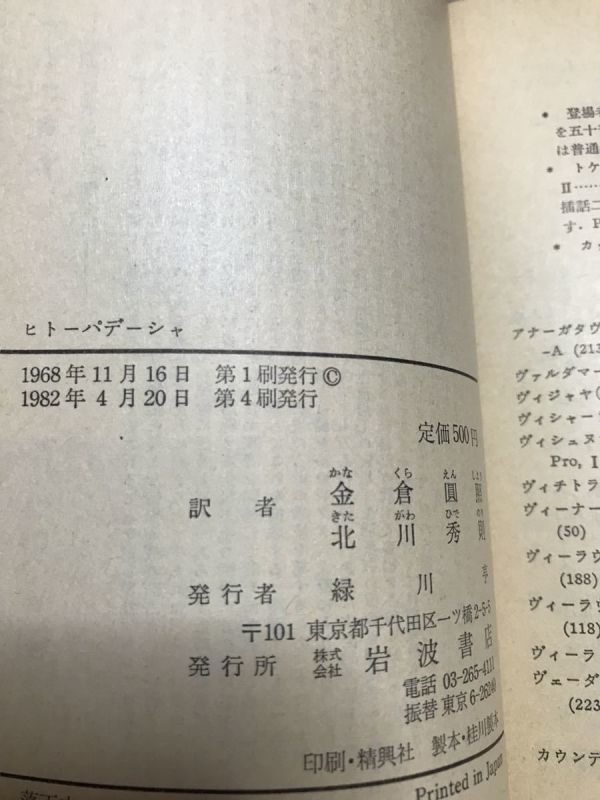 ヒトーパデーシャ
1968年11月16日 第1刷発行©
1982年4月20日 第4刷発行
定価500円
かな くら えん しょう
訳者 金倉圓照
きた がわ ひで のり
北川秀則
発行者 緑川亨
〒101 東京都千代田区一ツ橋2-5-5
発行所 株式会社 岩波書店
電話 03-265-4111
振替 東京6-26240
印刷・精興社 製本・桂川製本
Printed in Japan
* 登場
を五十
は普通
* トケ
II……
挿話二
す. P
* カ
アナーガタヴ
-A (213
ヴァルダマー
ヴィジャヤ(
ヴィシャー
ヴィシュヌ
Pro, I
ヴィチトラ
ヴィーナー
(50)
ヴィーラヴ
(188)
ヴィーラ
(118)
ヴィーラ
ヴェーダ
(223
カウンデ